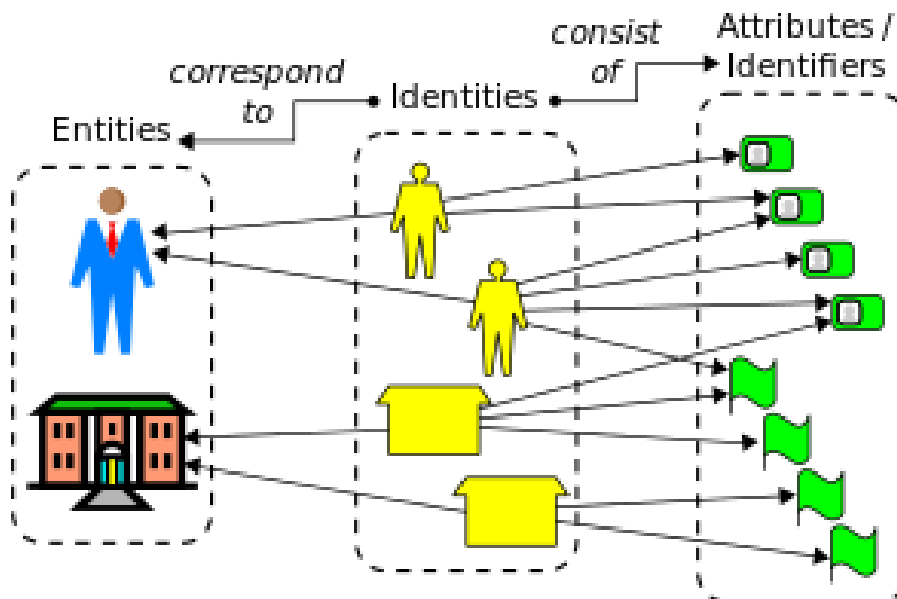 Entities
correspond
to
Identities
consist
of
Attributes /
Identifiers